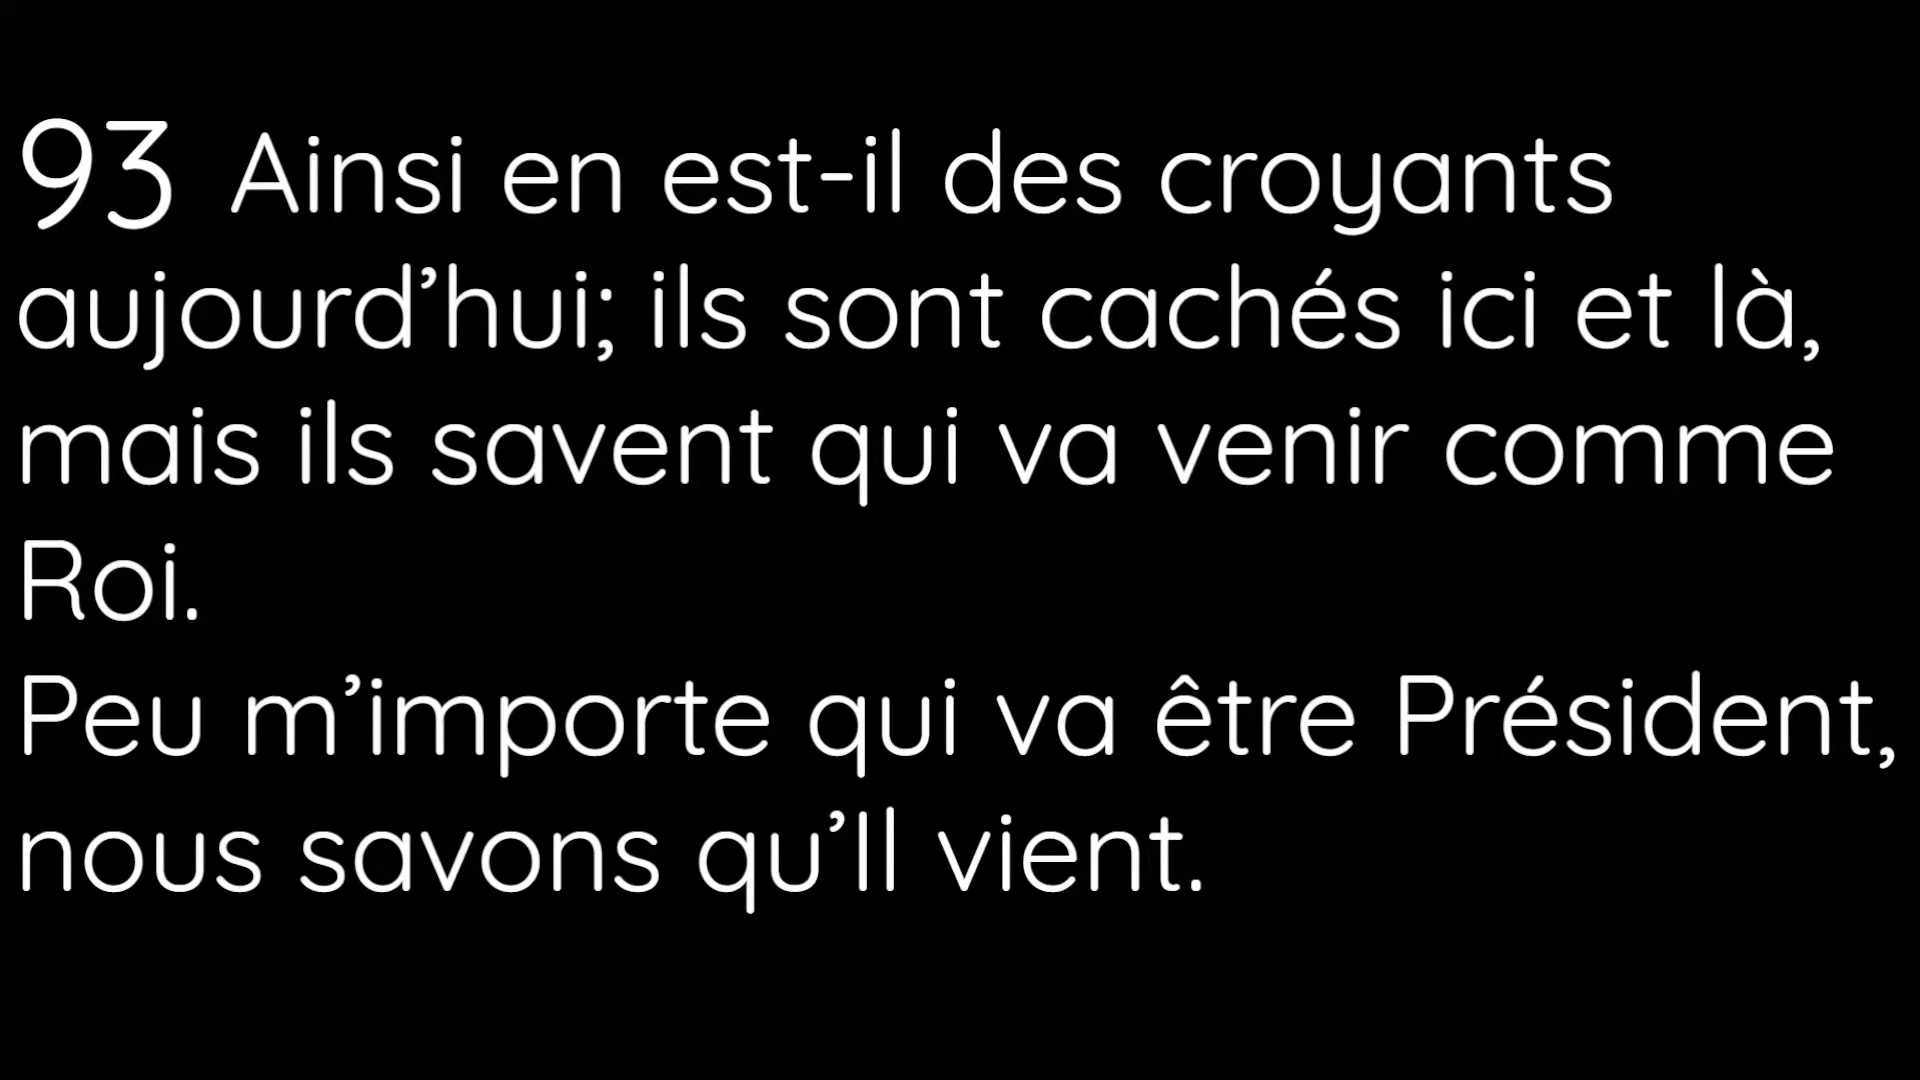 93 Ainsi en est-il des croyants
aujourd’hui; ils sont cachés ici et là,
mais ils savent qui va venir comme
Roi.
Peu m’importe qui va être Président,
nous savons qu’Il vient.